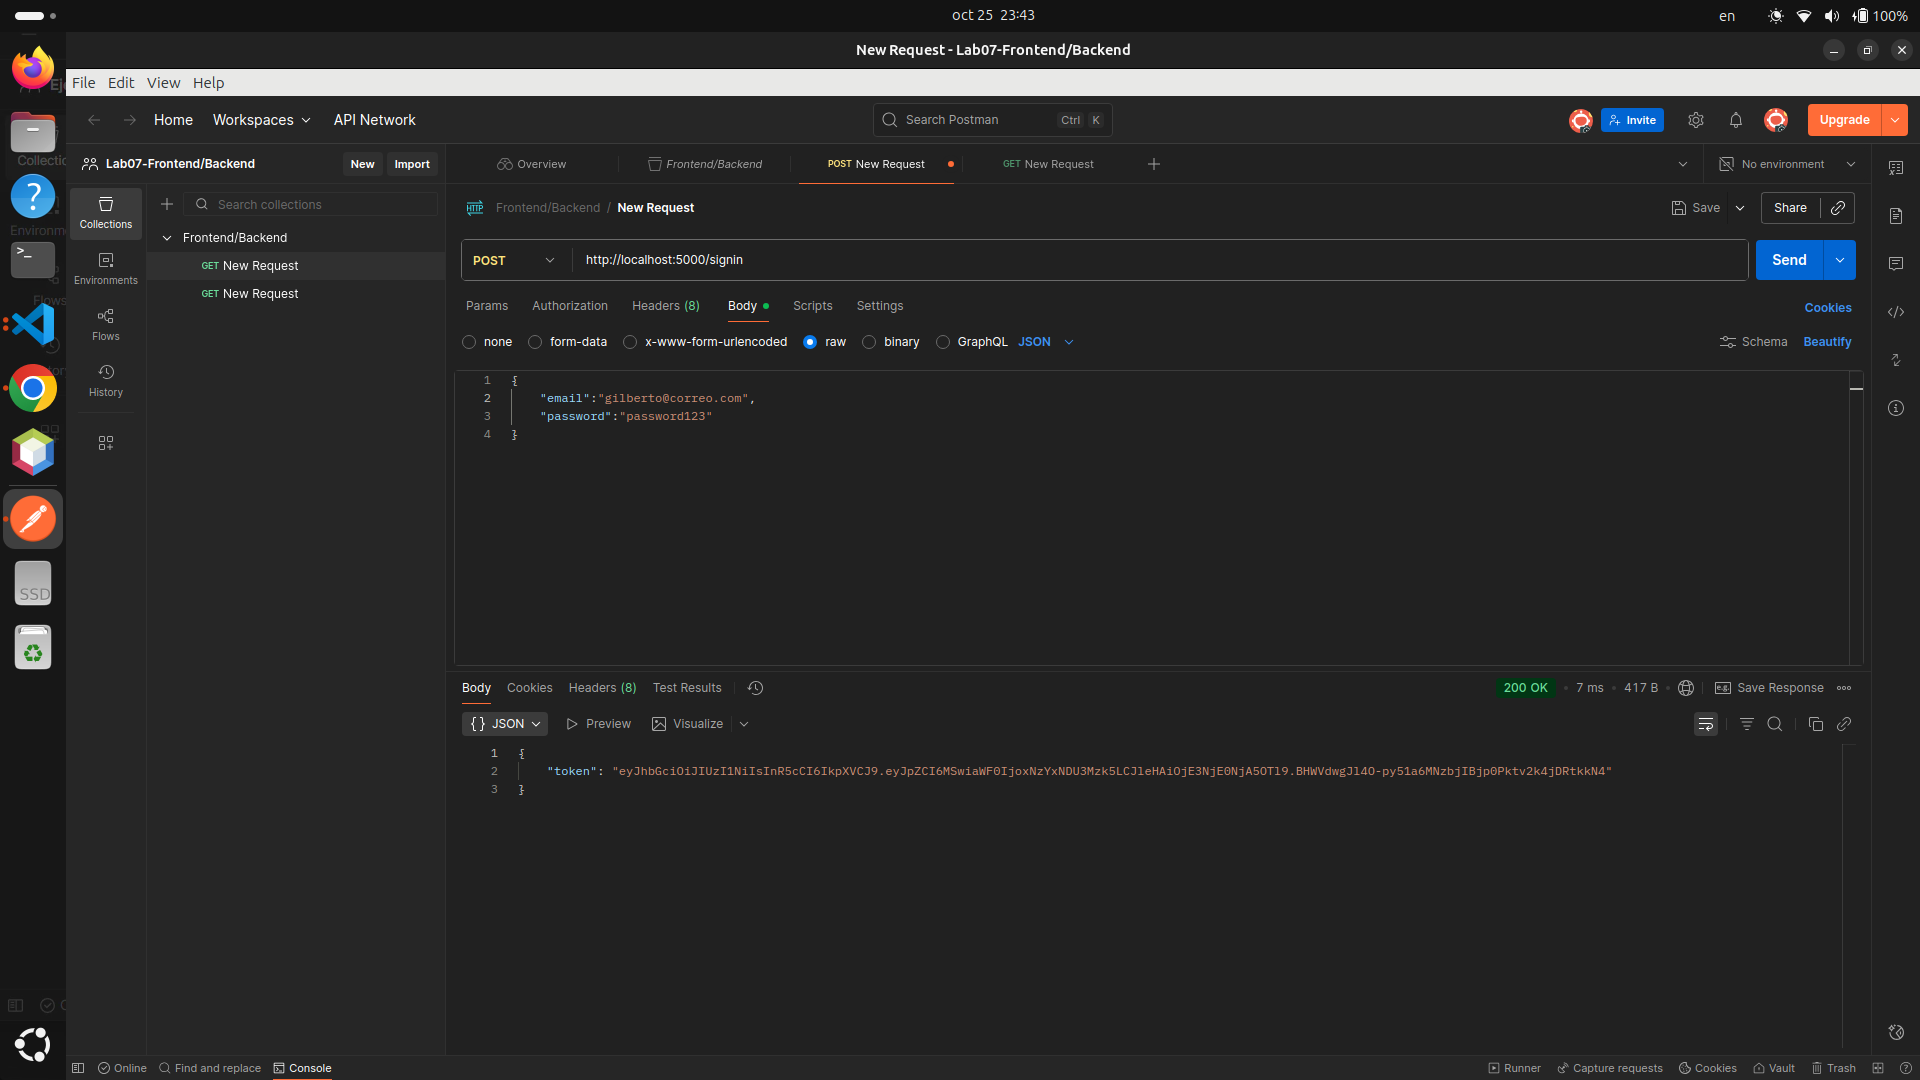 oct 25 23:43
en
100%
New Request - Lab07-Frontend/Backend
File Edit View Help
Home Workspaces API Network
Search Postman Ctrl K
Invite
Upgrade
Lab07-Frontend/Backend New Import
Overview
Frontend/Backend
POST New Request
GET New Request
No environment
Collections
Environments
Flows
History
Search collections
Frontend/Backend
GET New Request
GET New Request
HTTP Frontend/Backend / New Request
Save Share
POST http://localhost:5000/signin Send
Params Authorization Headers (8) Body Scripts Settings Cookies
none form-data x-www-form-urlencoded raw binary GraphQL JSON Schema Beautify
1 {
2 "email":"gilberto@correo.com",
3 "password":"password123"
4 }
Body Cookies Headers (8) Test Results 200 OK • 7 ms • 417 B e.g. Save Response
{} JSON Preview Visualize
1 {
2 "token": "eyJhbGciOiJIUzI1NiIsInR5cCI6IkpXVCJ9.eyJpZCI6MSwiaWF0IjoxNzYxNDU3Mzk5LCJleHAiOjE3NjE0NjA5OTl9.BHWVdwgJl4O-py51a6MNzbjIBjp0Pktv2k4jDRtkkN4"
3 }
SSD
Online Find and replace Console
Runner Capture requests Cookies Vault Trash